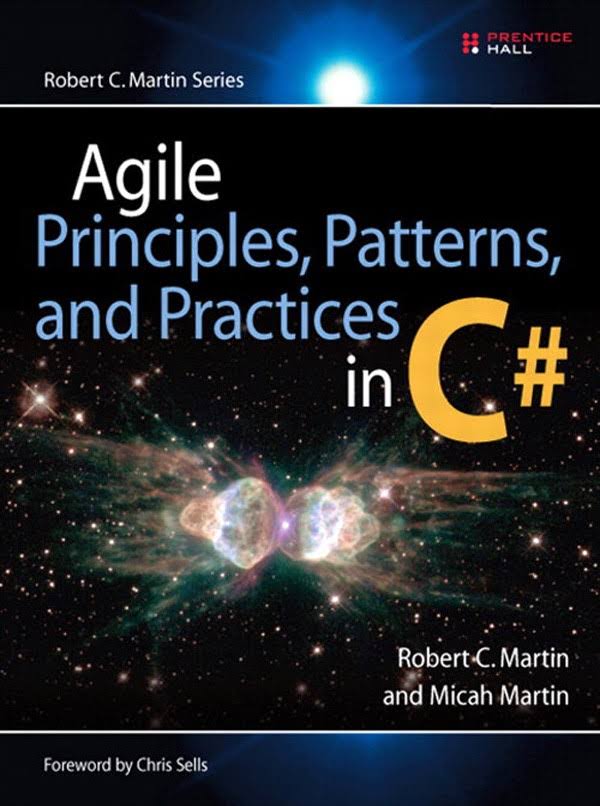 PRENTICE
HALL
Robert C. Martin Series
Agile
Principles, Patterns,
and Practices
in C#
Robert C. Martin
and Micah Martin
Foreword by Chris Sells